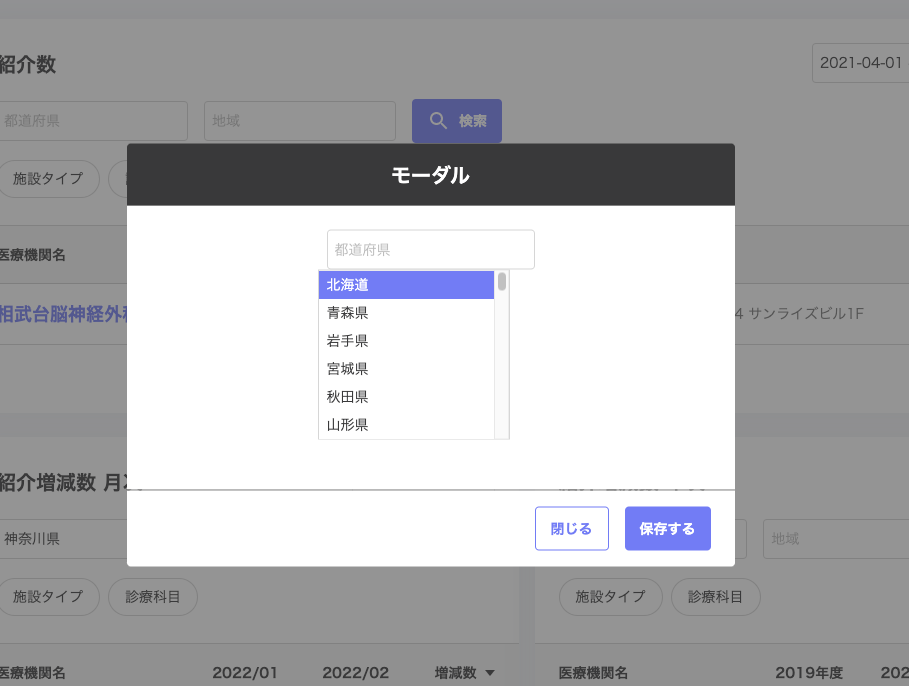 紹介数
2021-04-01
都道府県
地域
検索
施設タイプ
モーダル
医療機関名
都道府県
北海道
青森県
岩手県
宮城県
秋田県
山形県
相武台脳神経外
4 サンライズビル1F
紹介増減数 月
閉じる
保存する
神奈川県
地域
施設タイプ
診療科目
施設タイプ
診療科目
医療機関名
2022/01
2022/02
増減数
医療機関名
2019年度
202